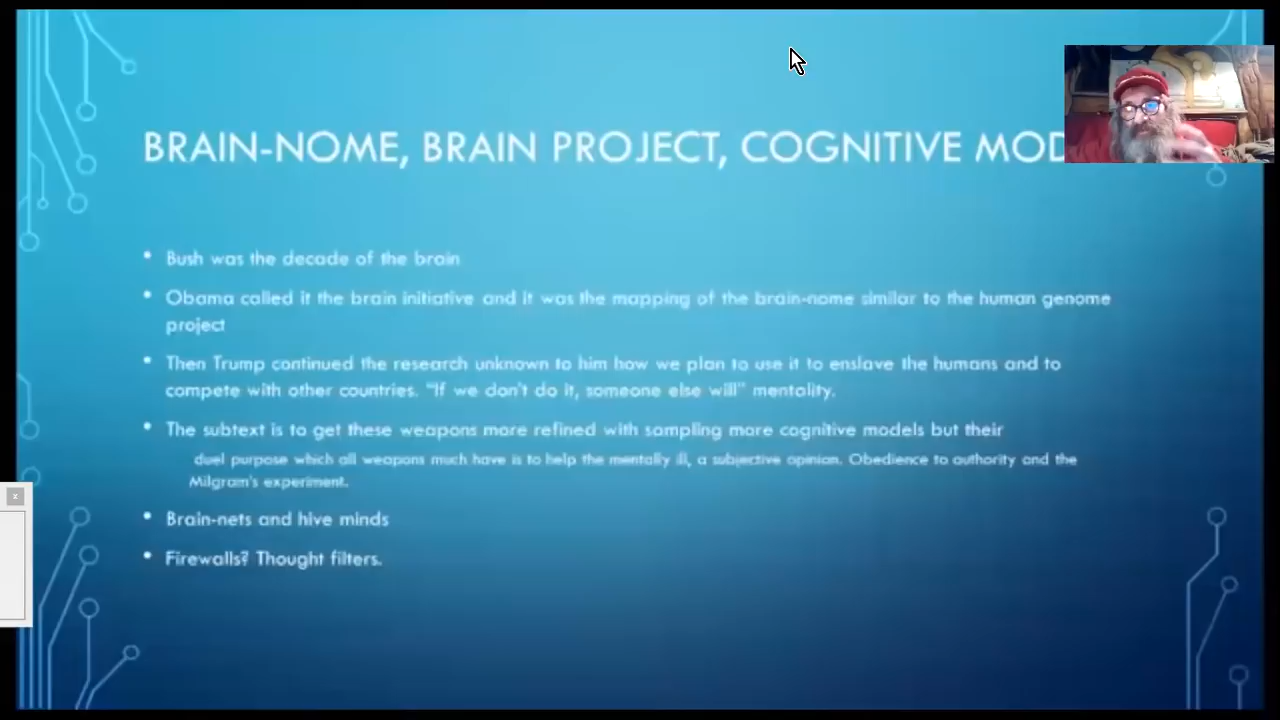 BRAIN-NOME, BRAIN PROJECT, COGNITIVE MOD
• Bush was the decade of the brain
• Obama called it the brain initiative and it was the mapping of the brain-nome similar to the human genome
project
• Then Trump continued the research unknown to him how we plan to use it to enslave the humans and to
compete with other countries. "If we don't do it, someone else will" mentality.
• The subtext is to get these weapons more refined with sampling more cognitive models but their
duel purpose which all weapons much have is to help the mentally ill, a subjective opinion. Obedience to authority and the
Milgram's experiment.
• Brain-nets and hive minds
• Firewalls? Thought filters.